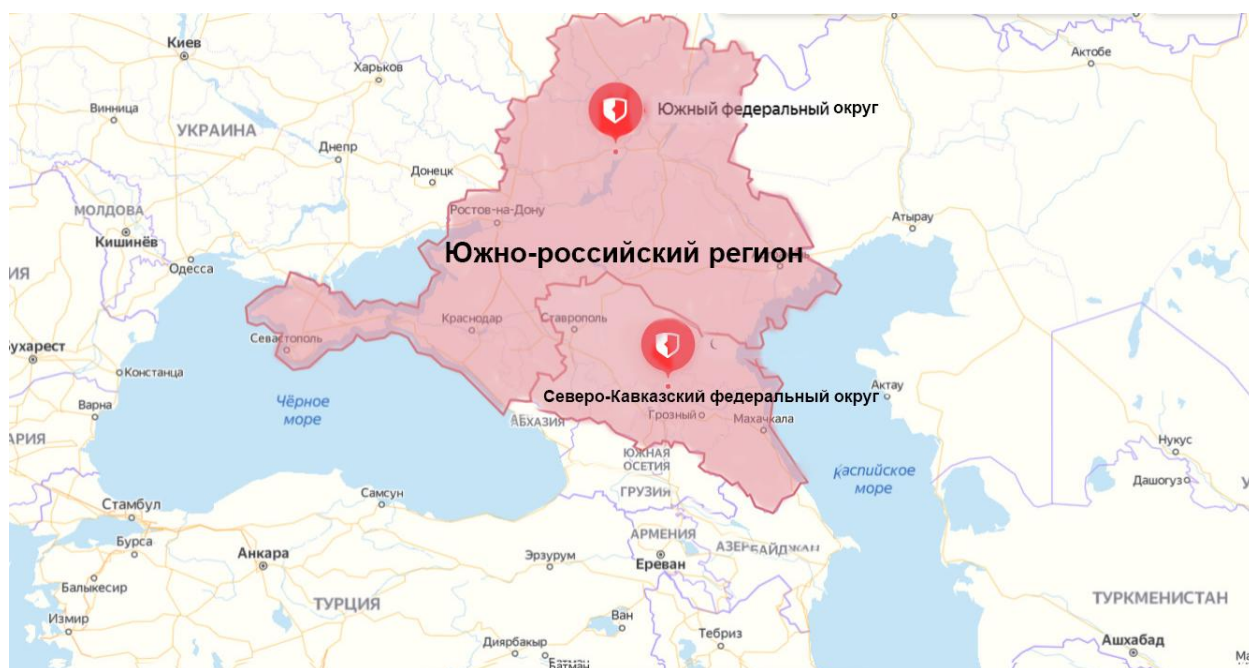 Киев
Харьков
Актобе
Винница
УКРАИНА
Южный федеральный округ
Днепр
Донецк
МОЛДОВА
Кишинёв
Ростов-на-Дону
Атырау
Одесса
Южно-российский регион
ИЯ
Севастополь
Краснодар
Ставрополь
бухарест
Констанца
Актау
Северо-Кавказский федеральный округ
Варна
Чёрное
море
АБХАЗИЯ
Грозный
Махачкала
АРИЯ
Нукус
ЮЖНАЯ
ОСЕТИЯ
Каспийское
море
Дашогуз
У
ГРУЗИЯ
Стамбул
Самсун
Бурса
АРМЕНИЯ
АЗЕРБАЙДЖАН
Анкара
Эрзурум
Ереван
Балыкесир
ТУРЦИЯ
ТУРКМЕНИСТАН
Измир
Ван
Тебриз
Диярбакыр
Ашхабад
Батман